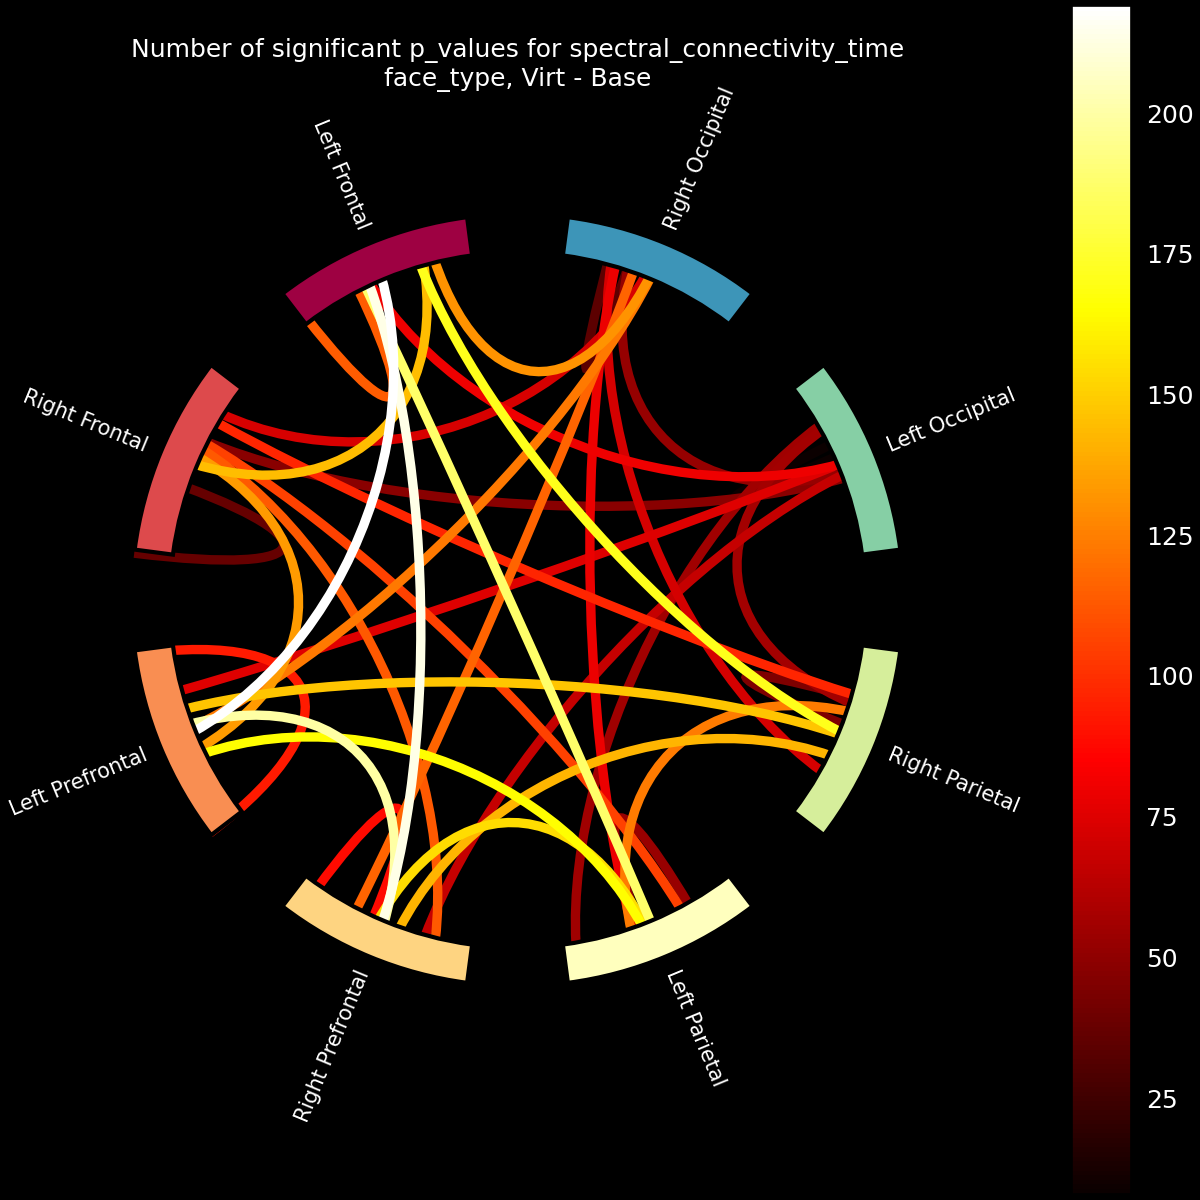 Number of significant p_values for spectral_connectivity_time
face_type, Virt - Base
Left Frontal
Right Occipital
Right Frontal
Left Occipital
Left Prefrontal
Right Parietal
Right Prefrontal
Left Parietal
200
175
150
125
100
75
50
25